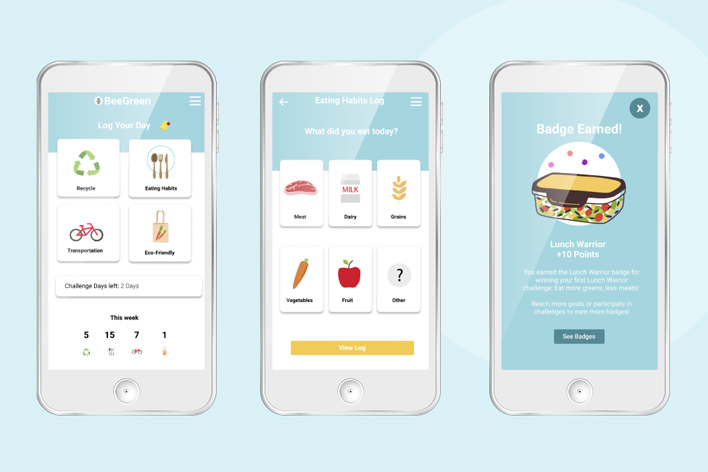 BeeGreen
Log Your Day
Recycle
Eating Habits
Transportation
Eco-Friendly
Challenge Days left: 2 Days
This week
5 15 7 1
Eating Habits Log
What did you eat today?
Meat
MILK
Dairy
Grains
Vegetables
Fruit
?
Other
View Log
X
Badge Earned!
Lunch Warrior
+10 Points
You earned the Lunch Warrior badge for
winning your first Lunch Warrior
challenge: Eat more greens, less meats!
Reach more goals or participate in
challenges to earn more badges!
See Badges